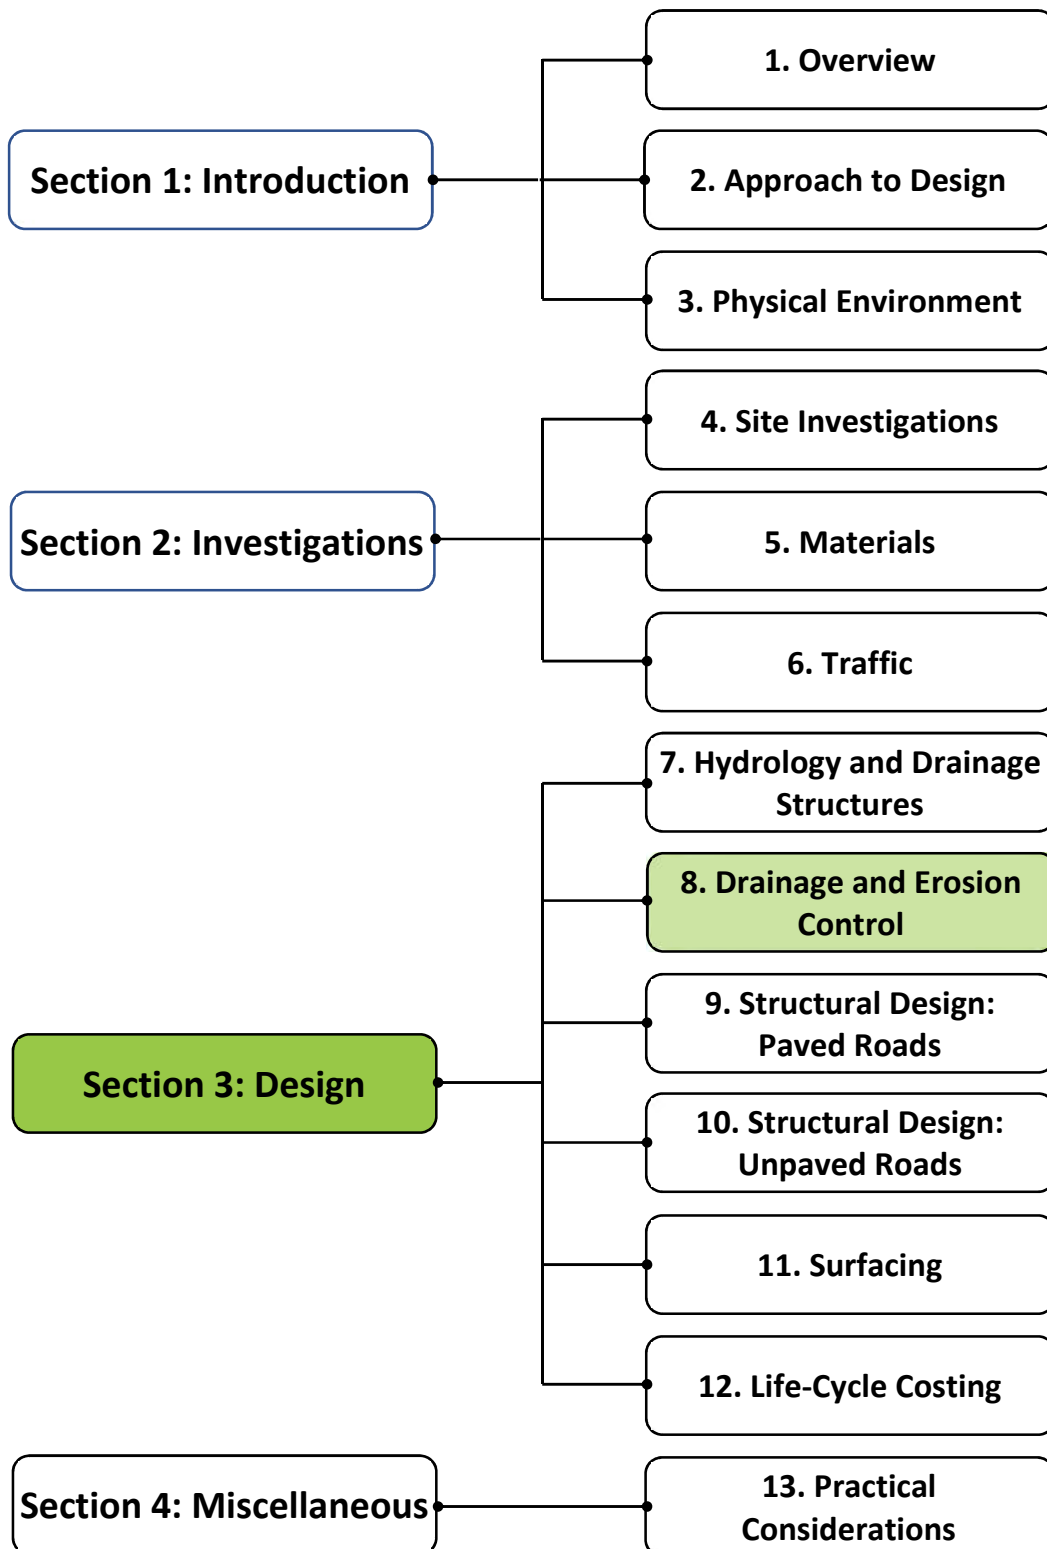 Section 1: Introduction
1. Overview
2. Approach to Design
3. Physical Environment
Section 2: Investigations
4. Site Investigations
5. Materials
6. Traffic
Section 3: Design
7. Hydrology and Drainage
Structures
8. Drainage and Erosion
Control
9. Structural Design:
Paved Roads
10. Structural Design:
Unpaved Roads
11. Surfacing
12. Life-Cycle Costing
Section 4: Miscellaneous
13. Practical
Considerations